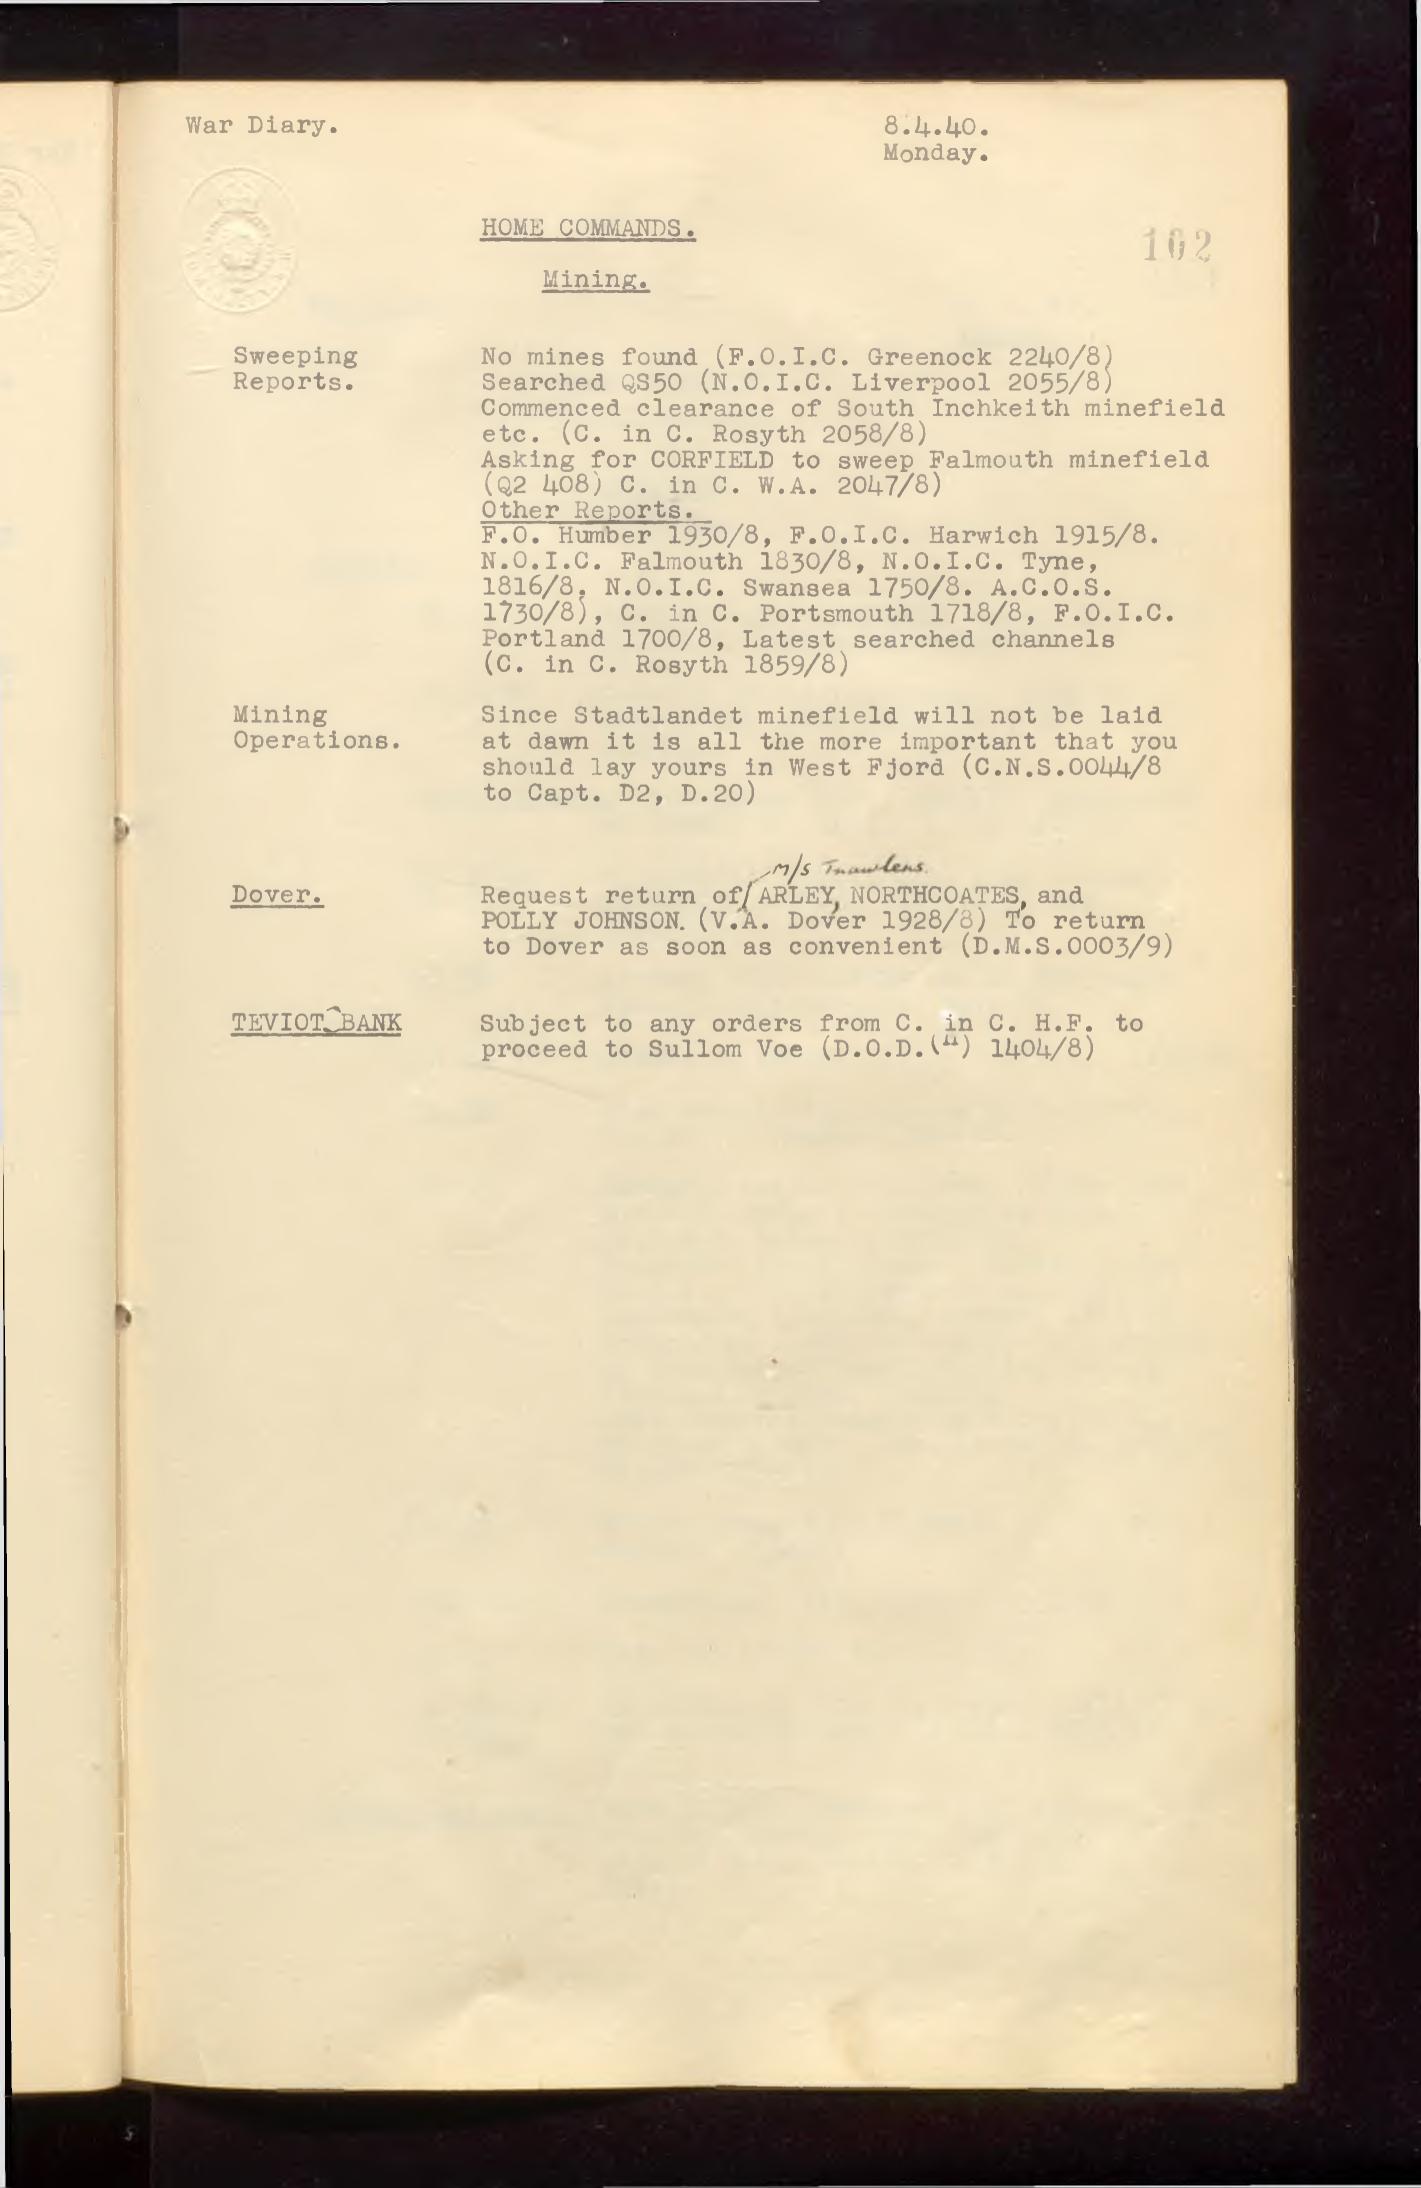 War Diary.
8.4.40.
Monday.
HOME COMMANDS.
102
Mining.
Sweeping
Reports.
No mines found (F.O.I.C. Greenock 2240/8)
Searched QS50 (N.O.I.C. Liverpool 2055/8)
Commenced clearance of South Inchkeith minefield
etc. (C. in C. Rosyth 2058/8)
Asking for CORFIELD to sweep Falmouth minefield
(Q2 408) C. in C. W.A. 2047/8)
Other Reports.
F.O. Humber 1930/8, F.O.I.C. Harwich 1915/8.
N.O.I.C. Falmouth 1830/8, N.O.I.C. Tyne,
1816/8, N.O.I.C. Swansea 1750/8. A.C.O.S.
1730/8), C. in C. Portsmouth 1718/8, F.O.I.C.
Portland 1700/8, Latest searched channels
(C. in C. Rosyth 1859/8)
Mining
Operations.
Since Stadtlandet minefield will not be laid
at dawn it is all the more important that you
should lay yours in West Fjord (C.N.S.0044/8
to Capt. D2, D.20)
M/S Trawlers.
Dover.
Request return of ARLEY, NORTHCOATES, and
POLLY JOHNSON. (V.A. Dover 1928/8) To return
to Dover as soon as convenient (D.M.S.0003/9)
TEVIOT BANK
Subject to any orders from C. in C. H.F. to
proceed to Sullom Voe (D.O.D.( ) 1404/8)